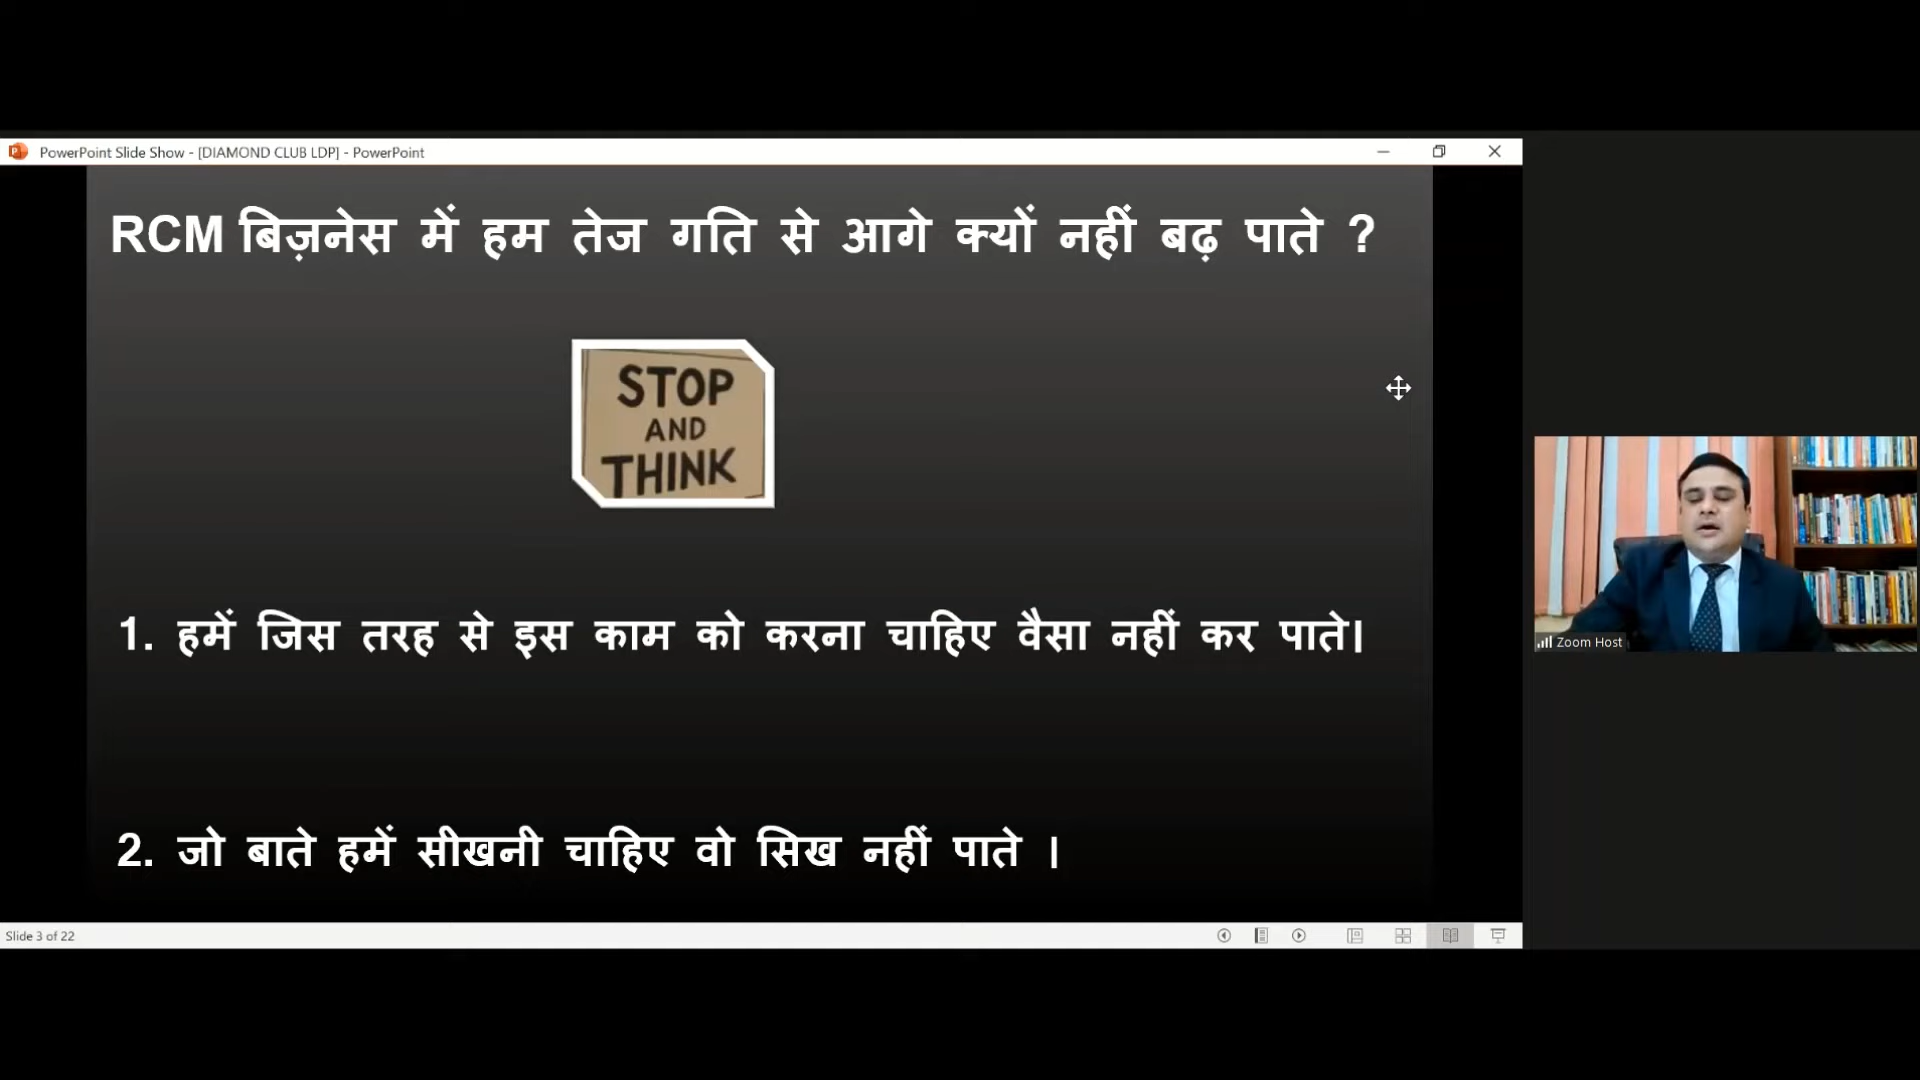 PowerPoint Slide Show - [DIAMOND CLUB LDP] - PowerPoint
RCM बिज़नेस में हम तेज गति से आगे क्यों नहीं बढ़ पाते ?
STOP
AND
THINK
1. हमें जिस तरह से इस काम को करना चाहिए वैसा नहीं कर पाते।
2. जो बाते हमें सीखनी चाहिए वो सिख नहीं पाते ।
Zoom Host
Slide 3 of 22